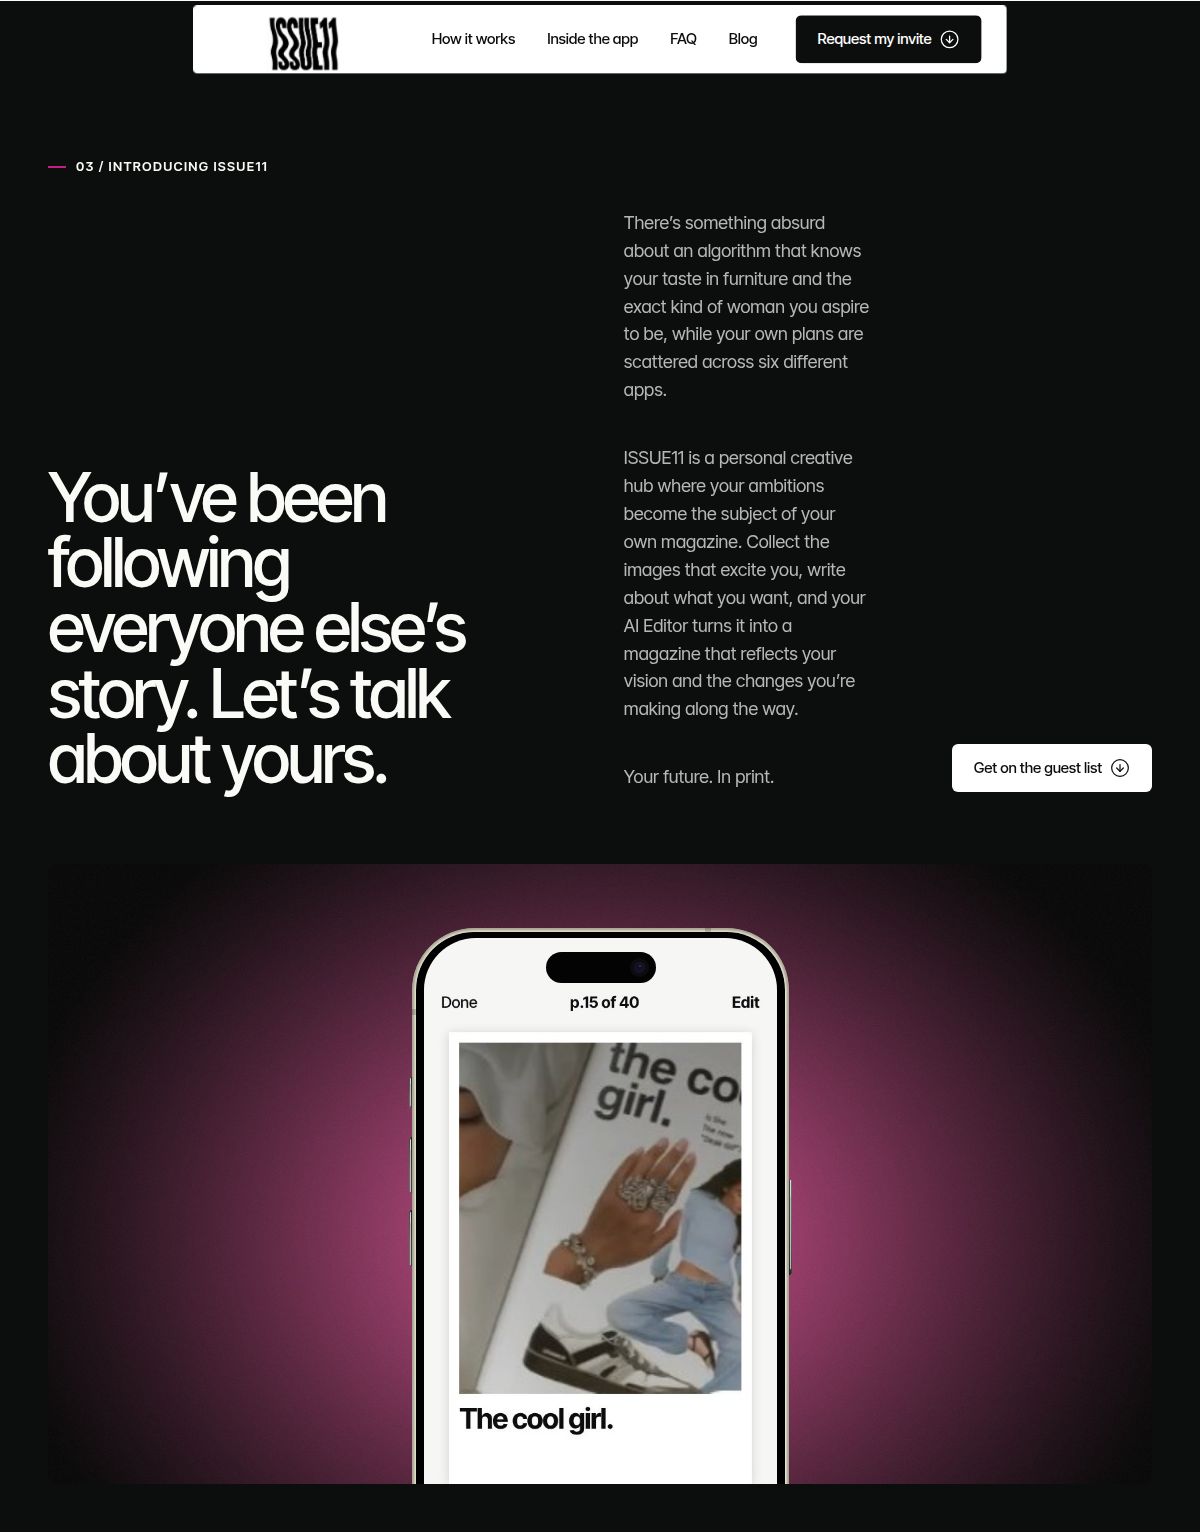 ISSUE11
How it works
Inside the app
FAQ
Blog
Request my invite
03 / INTRODUCING ISSUE11
You’ve been
following
everyone else’s
story. Let’s talk
about yours.
There’s something absurd
about an algorithm that knows
your taste in furniture and the
exact kind of woman you aspire
to be, while your own plans are
scattered across six different
apps.
ISSUE11 is a personal creative
hub where your ambitions
become the subject of your
own magazine. Collect the
images that excite you, write
about what you want, and your
AI Editor turns it into a
magazine that reflects your
vision and the changes you’re
making along the way.
Your future. In print.
Get on the guest list
Done
p.15 of 40
Edit
the co
girl.
is she
The new
The cool girl.